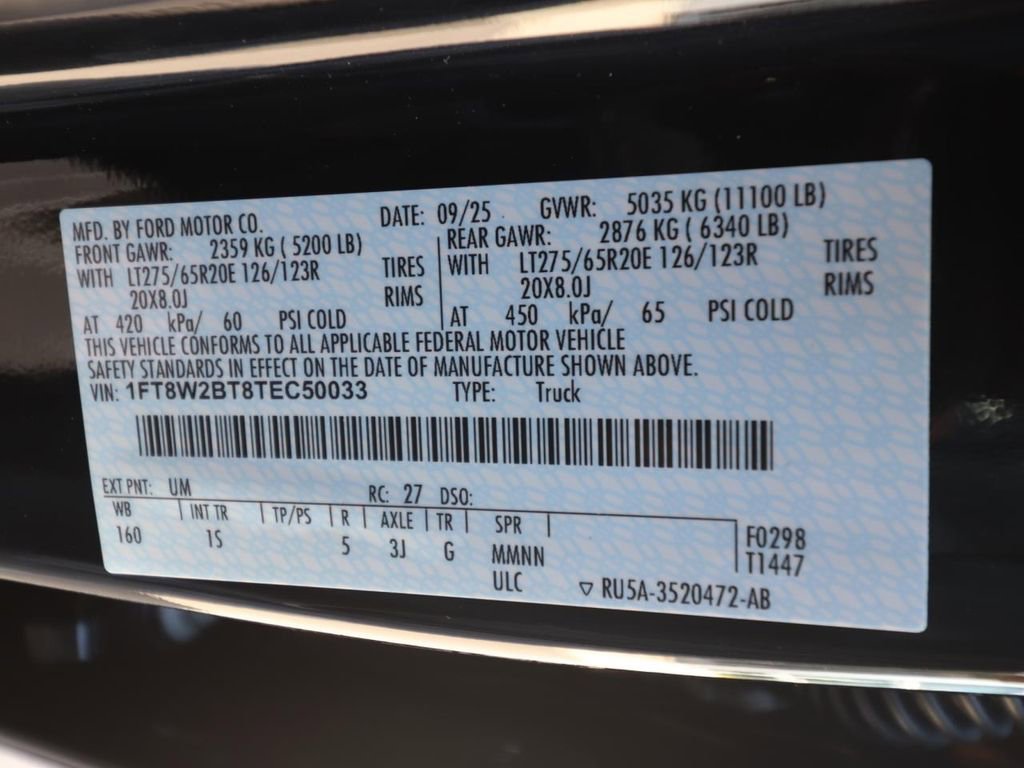 MFD. BY FORD MOTOR CO. DATE: 09/25 GVWR: 5035 KG (11100 LB)
FRONT GAWR: 2359 KG ( 5200 LB) REAR GAWR: 2876 KG ( 6340 LB)
WITH LT275/65R20E 126/123R TIRES WITH LT275/65R20E 126/123R TIRES
20X8.0J RIMS 20X8.0J RIMS
AT 420 kPa/ 60 PSI COLD AT 450 kPa/ 65 PSI COLD
THIS VEHICLE CONFORMS TO ALL APPLICABLE FEDERAL MOTOR VEHICLE
SAFETY STANDARDS IN EFFECT ON THE DATE OF MANUFACTURE SHOWN ABOVE.
VIN: 1FT8W2BT8TEC50033 TYPE: Truck
EXT PNT: UM RC: 27 DSO:
WB INT TR TP/PS R AXLE TR SPR F0298
160 1S 5 3J G MMNN T1447
ULC RU5A-3520472-AB